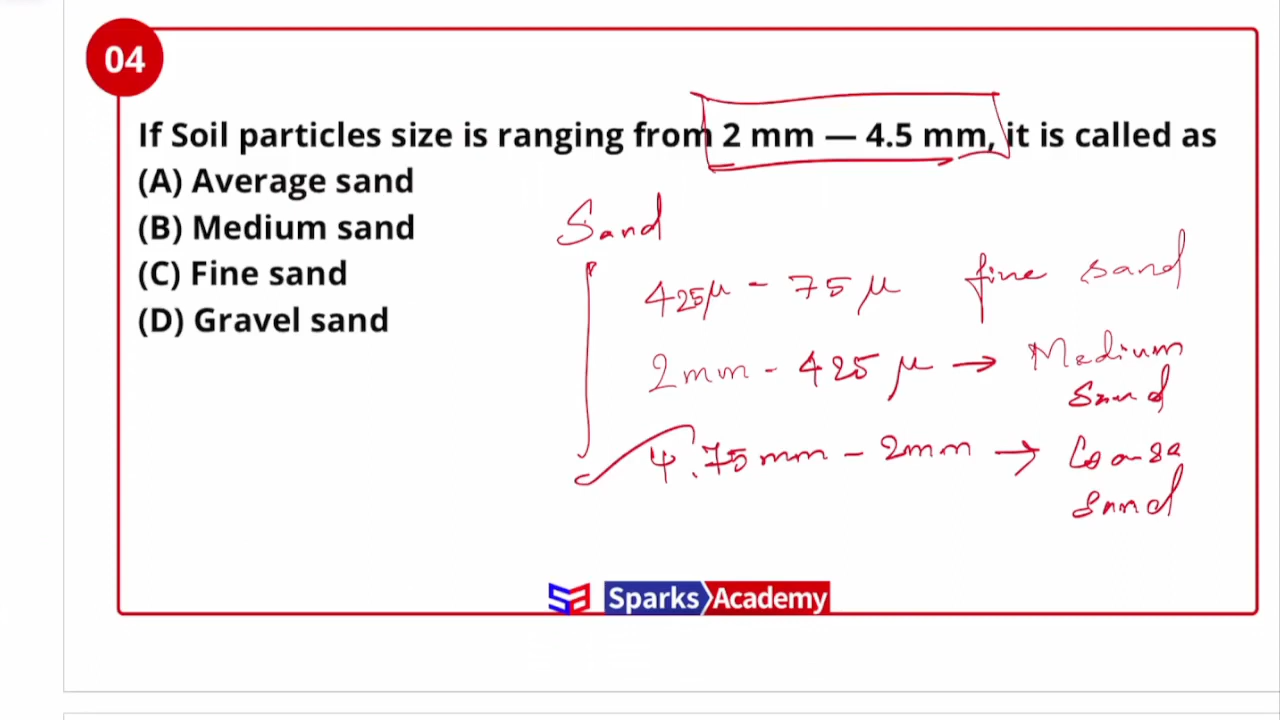 04
If Soil particles size is ranging from 2 mm — 4.5 mm, it is called as
(A) Average sand
(B) Medium sand
(C) Fine sand
(D) Gravel sand
Sand
425μ - 75 μ fine sand
2mm - 425 μ → Medium
Sand
4.75mm - 2mm → Coarse
Sand
Sparks Academy